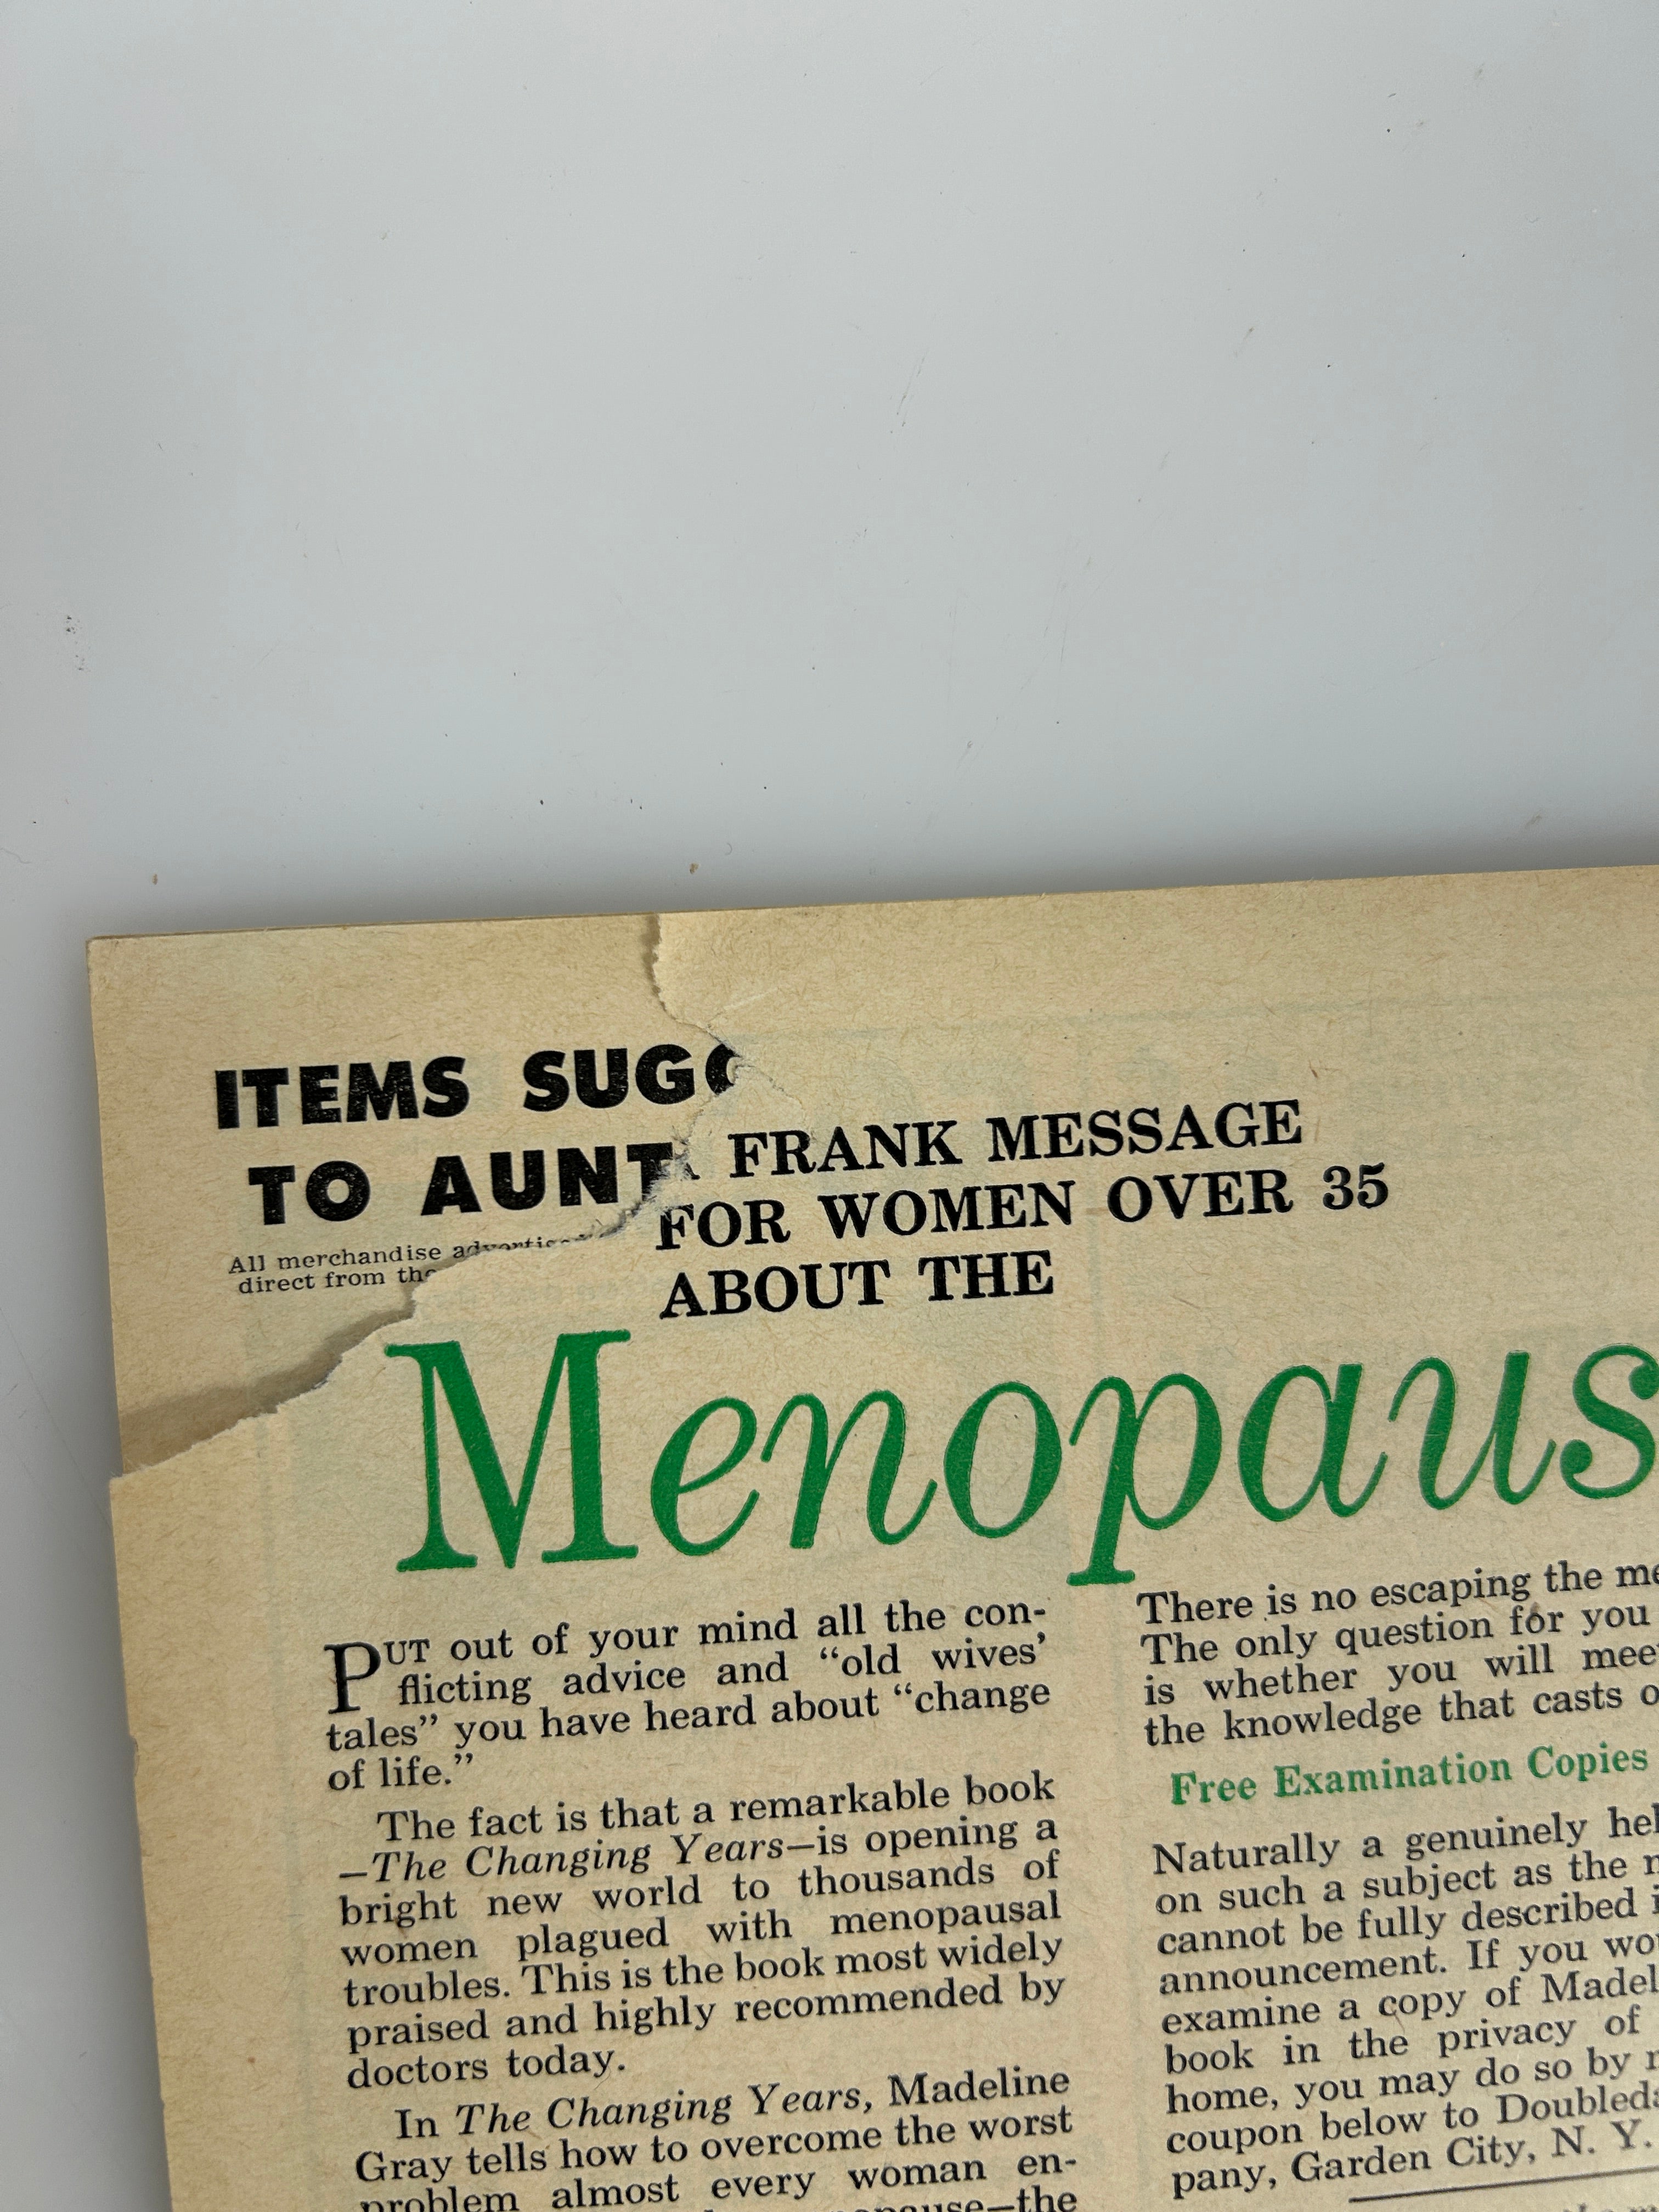 ITEMS
TO AUNT
All merchandise
direct from
FRANK MESSAGE
FOR WOMEN OVER 35
ABOUT THE
PUT out of your mind all the con-
flicting advice and “old wives’
tales” you have heard about “change
of life.”
The fact is that a remarkable book
—The Changing Years—is opening a
bright new world to thousands of
women plagued with menopausal
troubles. This is the book most widely
praised and highly recommended by
doctors today.
In The Changing Years, Madeline
Gray tells how to overcome the worst
problem almost every woman en-
There is no escaping the
The only question for you
is whether you will
the knowledge that casts
Free Examination Copies
Naturally a genuinely
on such a subject as the
cannot be fully described
announcement. If you
examine a copy of
book in the privacy of
home, you may do so by
coupon below to
pany, Garden City, N. Y.